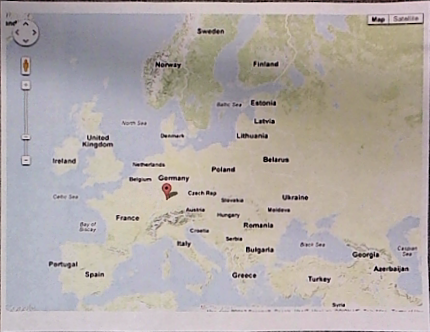 Sweden
Map Satellite
Norway
Finland
Baltic Sea
Estonia
North Sea
Latvia
Denmark
Lithuania
United
Kingdom
Ireland
Netherlands
Belarus
Poland
Belgium
Germany
Celtic Sea
Czech Rep
Ukraine
Slovakia
Austria
Moldova
France
Hungary
Bay of
Biscay
Romania
Croatia
Serbia
Italy
Black Sea
Bulgaria
Georgia
Caspian
Sea
Portugal
Azerbaijan
Spain
Greece
Turkey
Syria